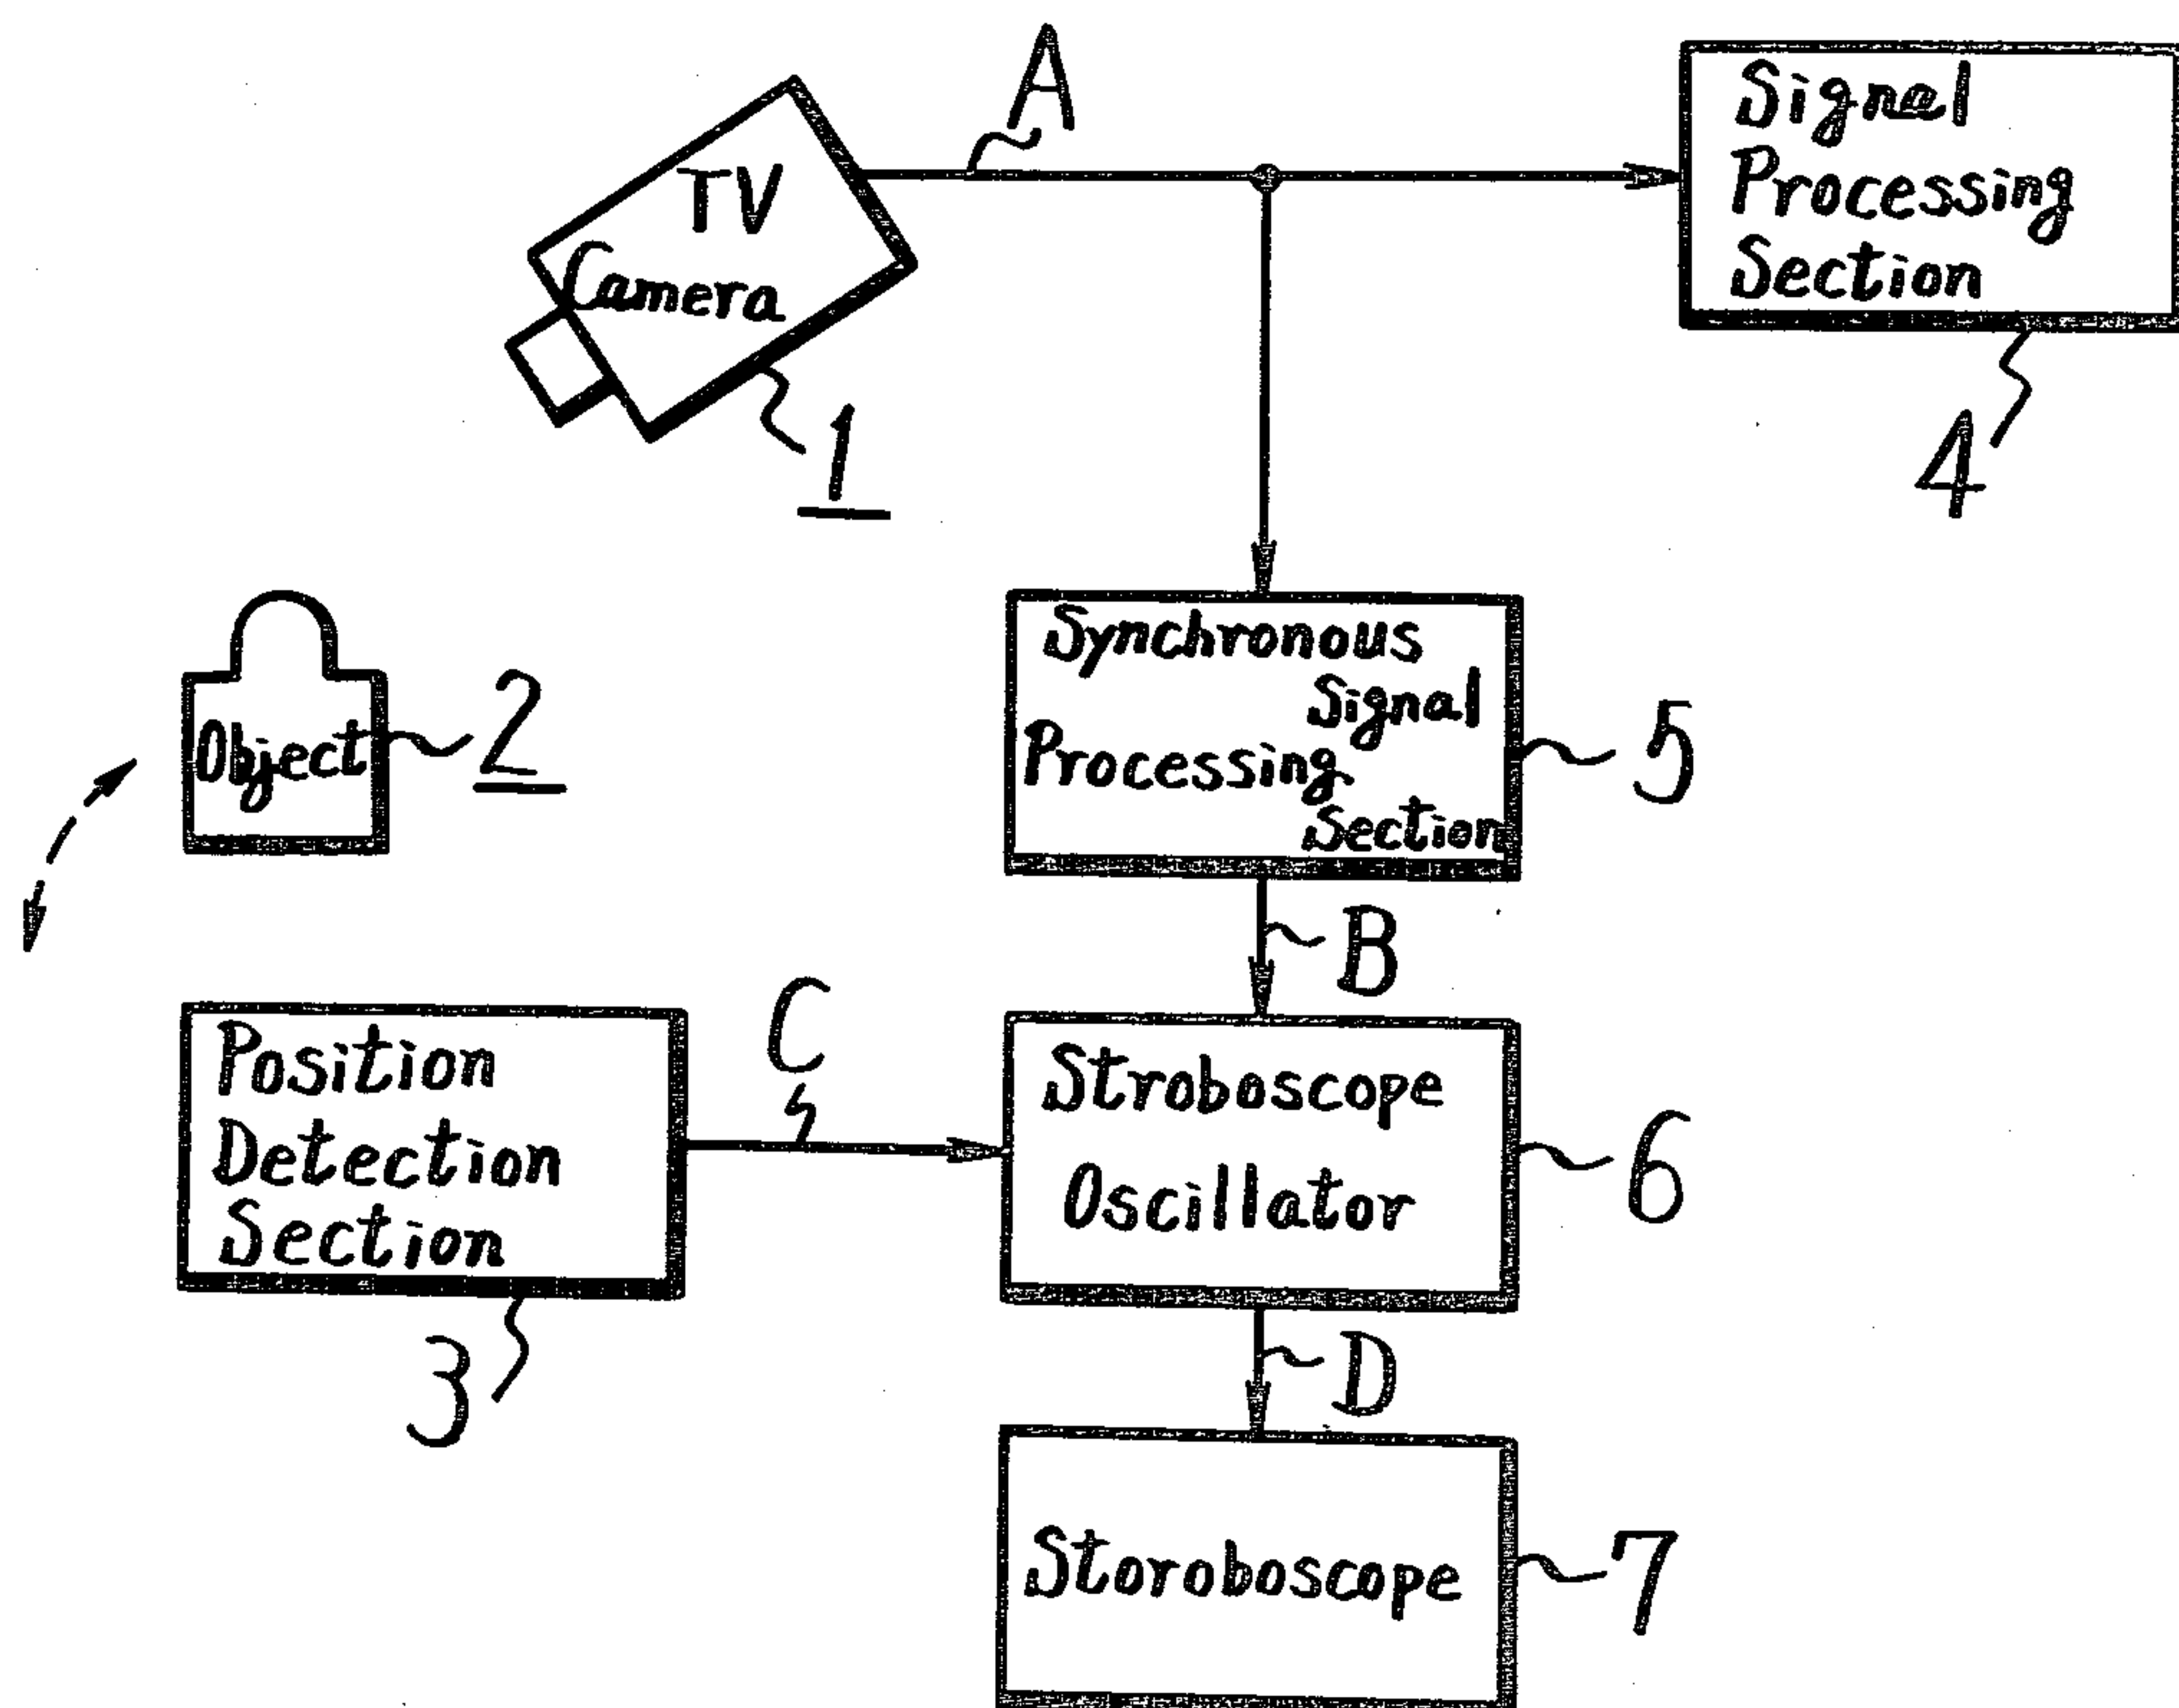 A
TV
Camera
1
Signal
Processing
Section
4
Object
2
Synchronous
Signal
Processing
Section
5
B
Position
Detection
Section
3
C
Stroboscope
Oscillator
6
D
Storoboscope
7